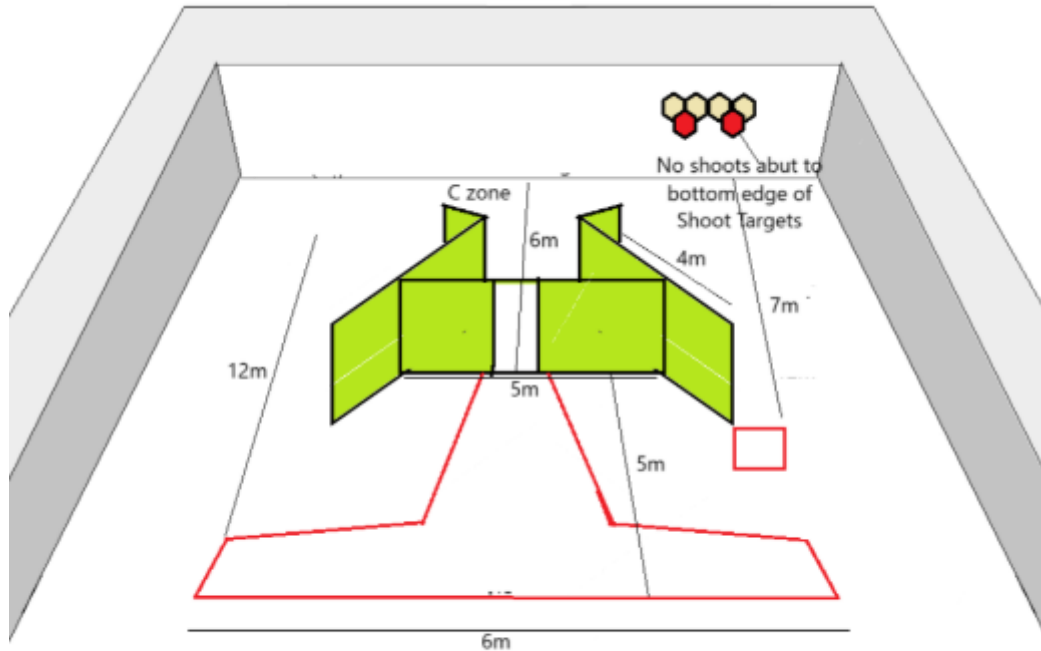 No shoots abut to
bottom edge of
Shoot Targets
C zone
6m
4m
7m
12m
5m
5m
6m